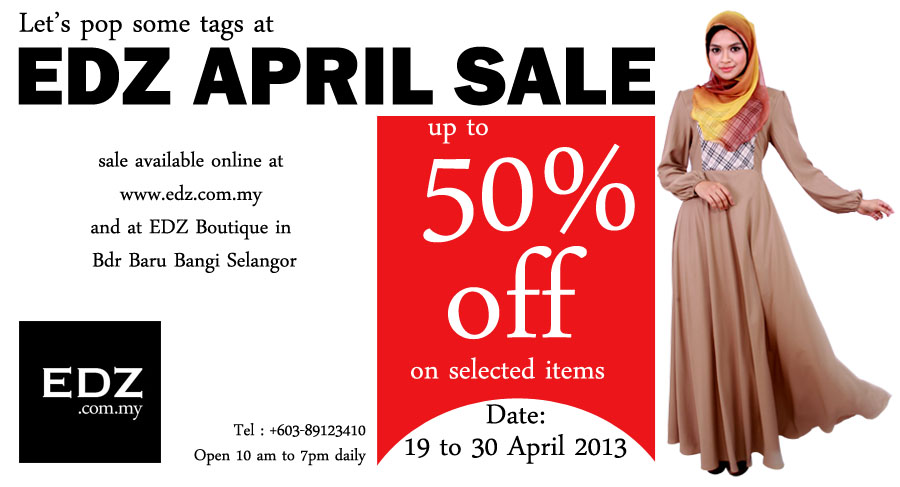 Let's pop some tags at
EDZ APRIL SALE
sale available online at
www.edz.com.my
and at EDZ Boutique in
Bdr Baru Bangi Selangor
up to
50%
off
on selected items
Date:
19 to 30 April 2013
EDZ
.com.my
Tel : +603-89123410
Open 10 am to 7pm daily